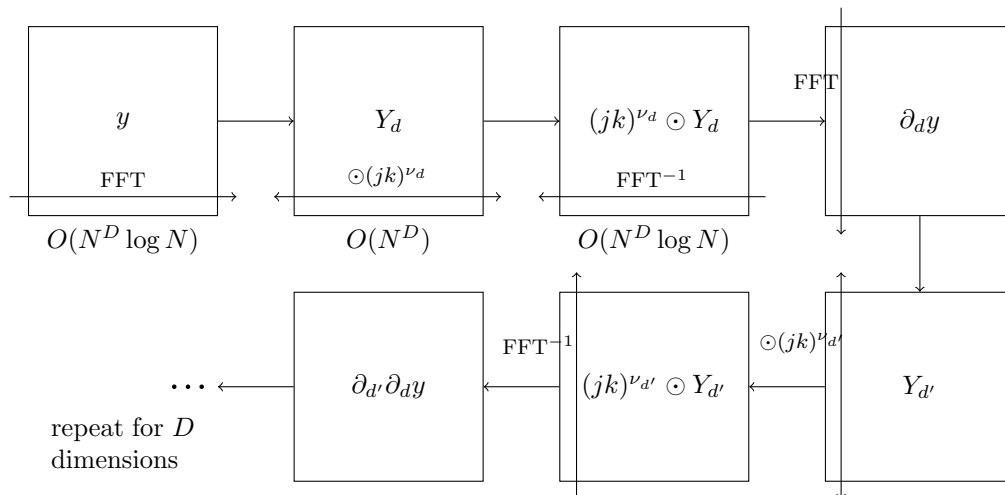 y
FFT
O(N^D log N)
Y_d
⊙(jk)^{ν_d}
O(N^D)
(jk)^{ν_d} ⊙ Y_d
FFT^{−1}
O(N^D log N)
FFT
∂_d y
Y_{d′}
⊙(jk)^{ν_{d′}}
(jk)^{ν_{d′}} ⊙ Y_{d′}
FFT^{−1}
∂_{d′}∂_d y
···
repeat for D
dimensions